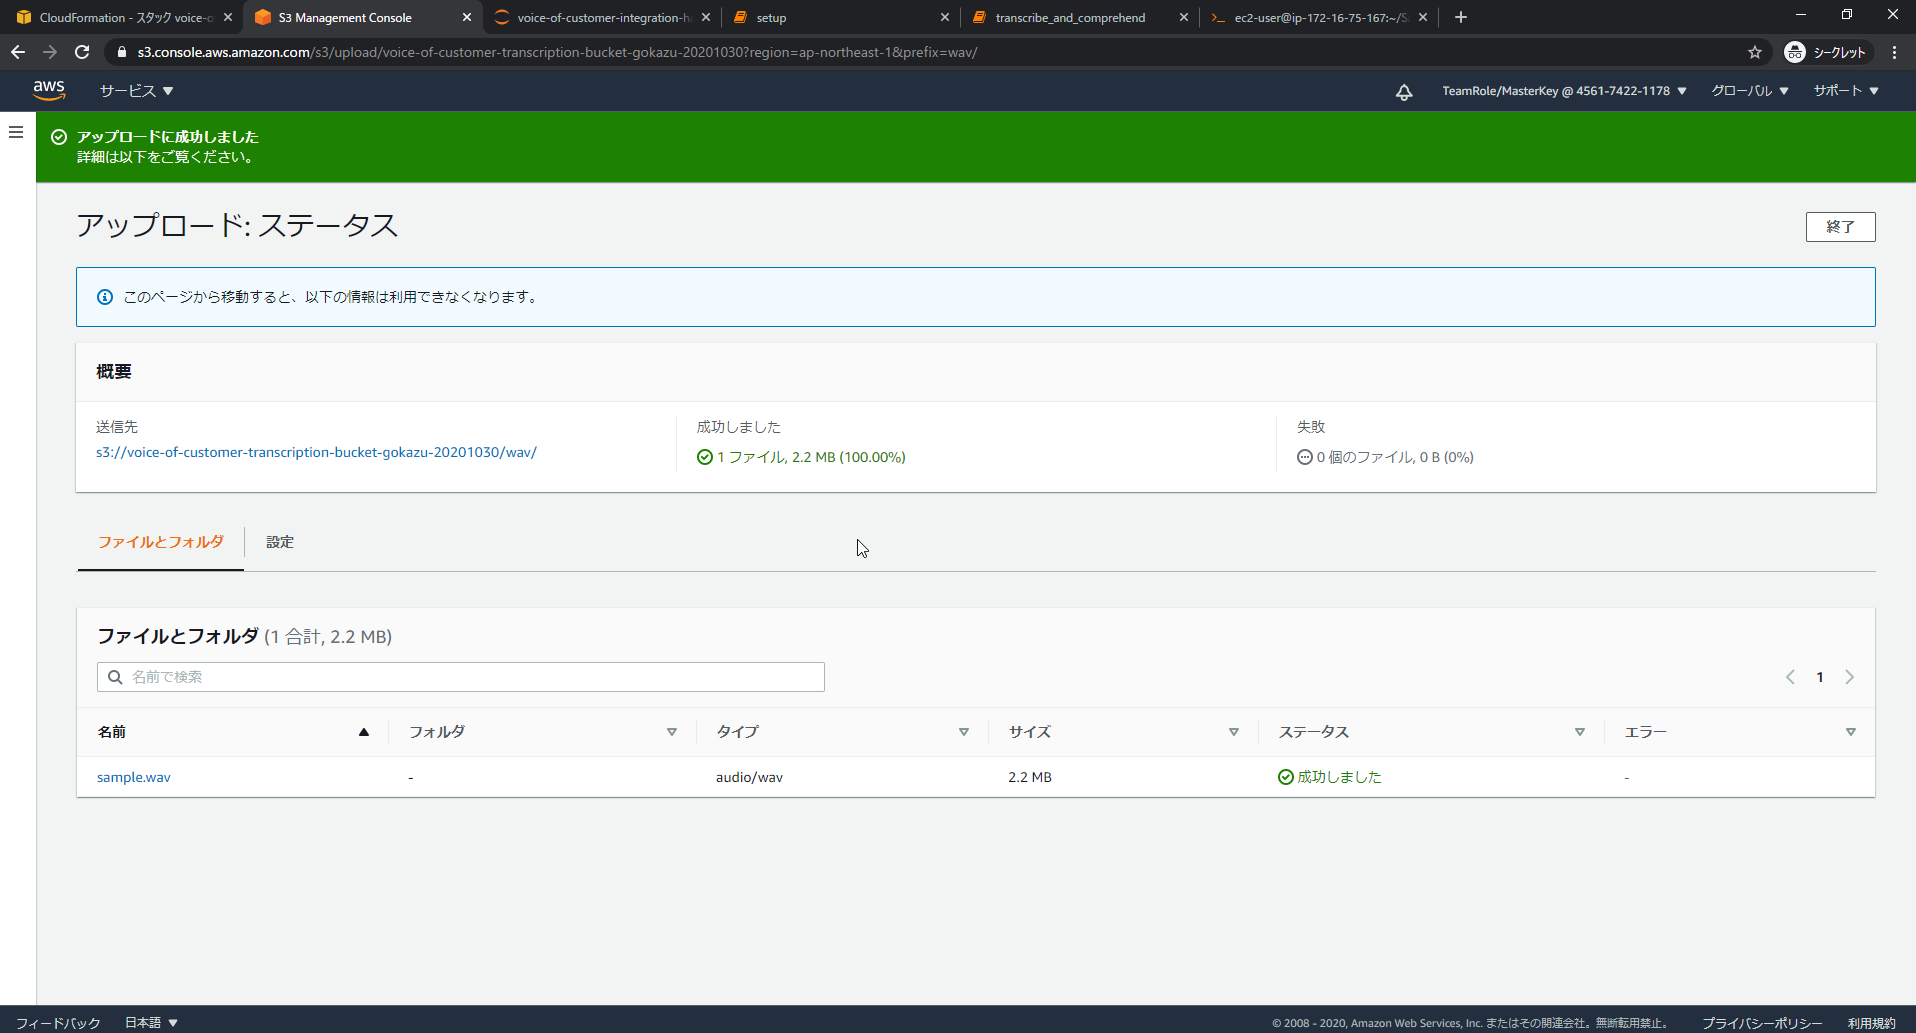 CloudFormation - スタック voice-o
S3 Management Console
voice-of-customer-integration-ha
setup
transcribe_and_comprehend
ec2-user@ip-172-16-75-167:~/Sa
s3.console.aws.amazon.com/s3/upload/voice-of-customer-transcription-bucket-gokazu-20201030?region=ap-northeast-1&prefix=wav/
シークレット
aws
サービス
TeamRole/MasterKey @ 4561-7422-1178
グローバル
サポート
アップロードに成功しました
詳細は以下をご覧ください。
アップロード: ステータス
終了
このページから移動すると、以下の情報は利用できなくなります。
概要
送信先
成功しました
失敗
s3://voice-of-customer-transcription-bucket-gokazu-20201030/wav/
1 ファイル, 2.2 MB (100.00%)
0 個のファイル, 0 B (0%)
ファイルとフォルダ
設定
ファイルとフォルダ (1 合計, 2.2 MB)
名前で検索
1
名前
フォルダ
タイプ
サイズ
ステータス
エラー
sample.wav
-
audio/wav
2.2 MB
成功しました
-
フィードバック
日本語
© 2008 - 2020, Amazon Web Services, Inc. またはその関連会社。無断転用禁止。
プライバシーポリシー
利用規約